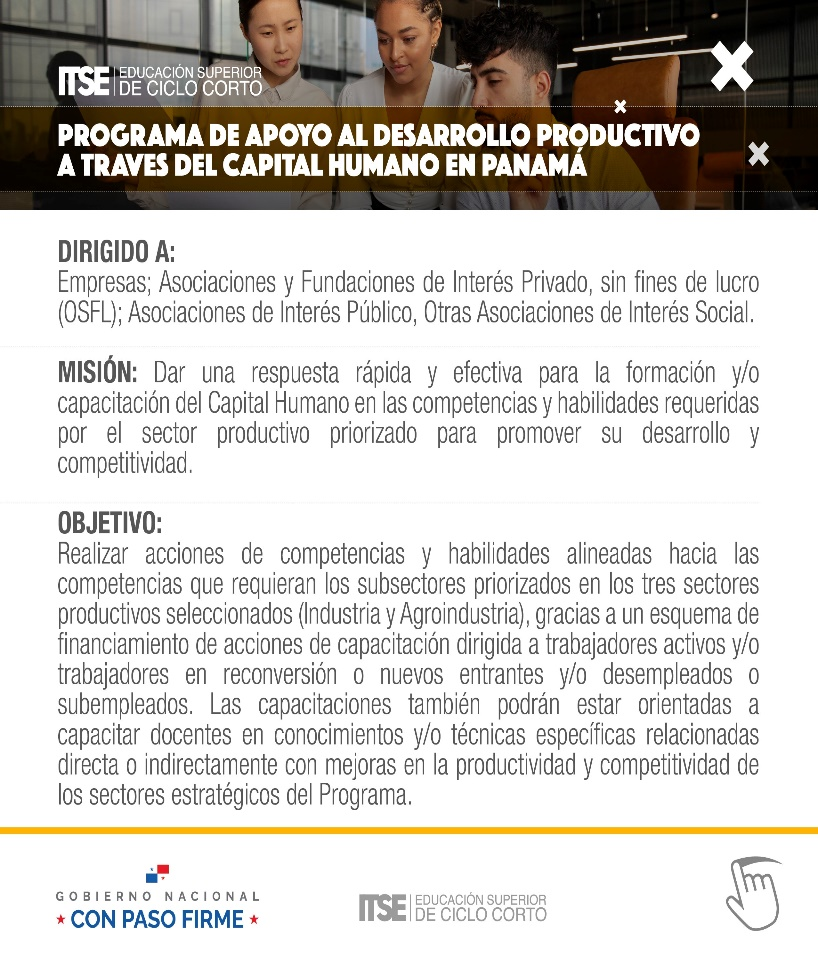 ITSE EDUCACIÓN SUPERIOR
DE CICLO CORTO
PROGRAMA DE APOYO AL DESARROLLO PRODUCTIVO
A TRAVES DEL CAPITAL HUMANO EN PANAMÁ
DIRIGIDO A:
Empresas; Asociaciones y Fundaciones de Interés Privado, sin fines de lucro
(OSFL); Asociaciones de Interés Público, Otras Asociaciones de Interés Social.
MISIÓN: Dar una respuesta rápida y efectiva para la formación y/o
capacitación del Capital Humano en las competencias y habilidades requeridas
por el sector productivo priorizado para promover su desarrollo y
competitividad.
OBJETIVO:
Realizar acciones de competencias y habilidades alineadas hacia las
competencias que requieran los subsectores priorizados en los tres sectores
productivos seleccionados (Industria y Agroindustria), gracias a un esquema de
financiamiento de acciones de capacitación dirigida a trabajadores activos y/o
trabajadores en reconversión o nuevos entrantes y/o desempleados o
subempleados. Las capacitaciones también podrán estar orientadas a
capacitar docentes en conocimientos y/o técnicas específicas relacionadas
directa o indirectamente con mejoras en la productividad y competitividad de
los sectores estratégicos del Programa.
GOBIERNO NACIONAL
★ CON PASO FIRME ★
ITSE EDUCACIÓN SUPERIOR
DE CICLO CORTO